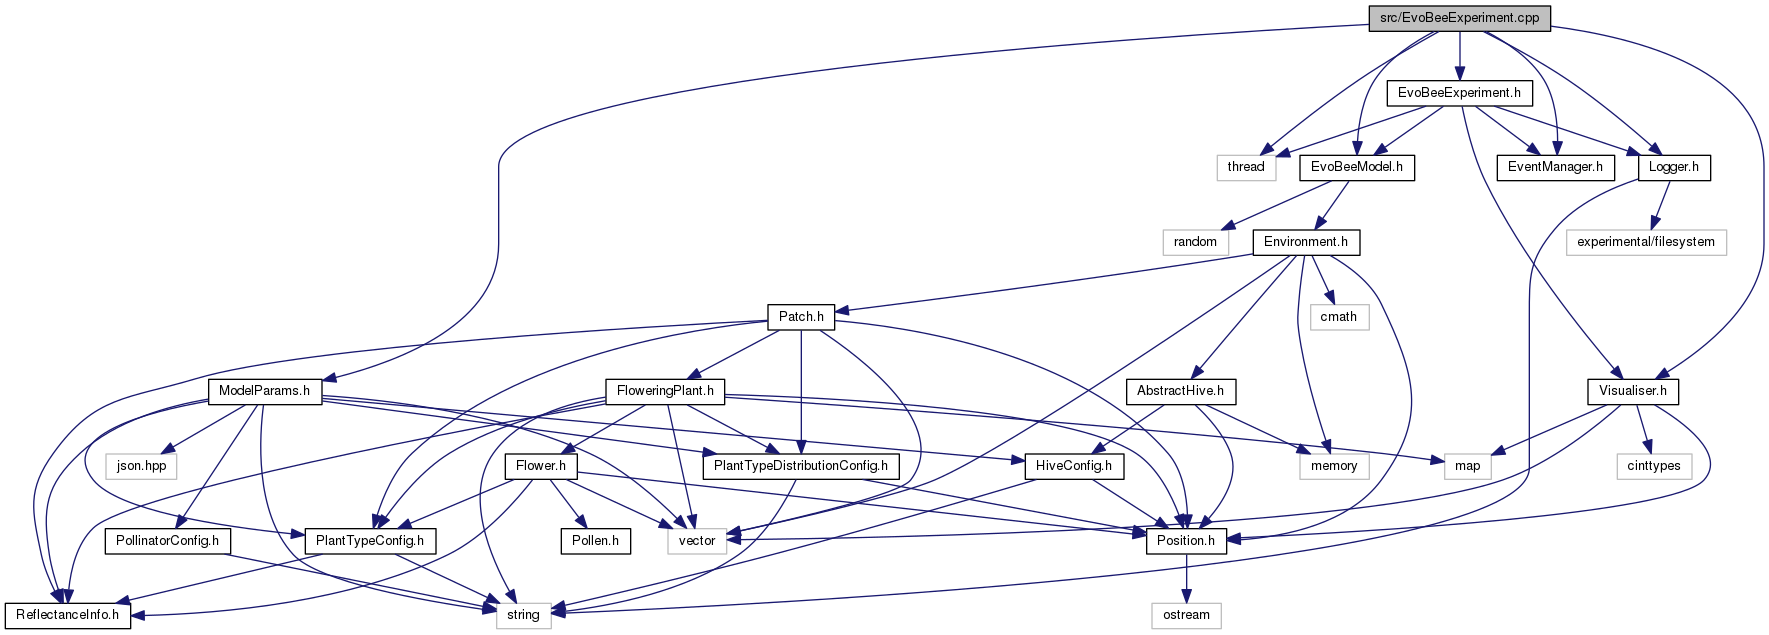 src/EvoBeeExperiment.cpp
EvoBeeExperiment.h
thread
EvoBeeModel.h
EventManager.h
Logger.h
random
Environment.h
experimental/filesystem
Patch.h
cmath
ModelParams.h
FloweringPlant.h
AbstractHive.h
Visualiser.h
json.hpp
Flower.h
PlantTypeDistributionConfig.h
HiveConfig.h
memory
map
cinttypes
PollinatorConfig.h
PlantTypeConfig.h
Pollen.h
vector
Position.h
ReflectanceInfo.h
string
ostream